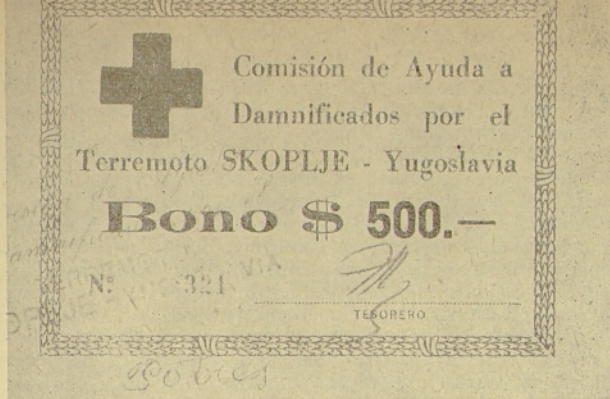 Comisión de Ayuda a
Damnificados por el
Terremoto SKOPLJE - Yugoslavia
Bono $ 500.—
Nº 321
TESORERO